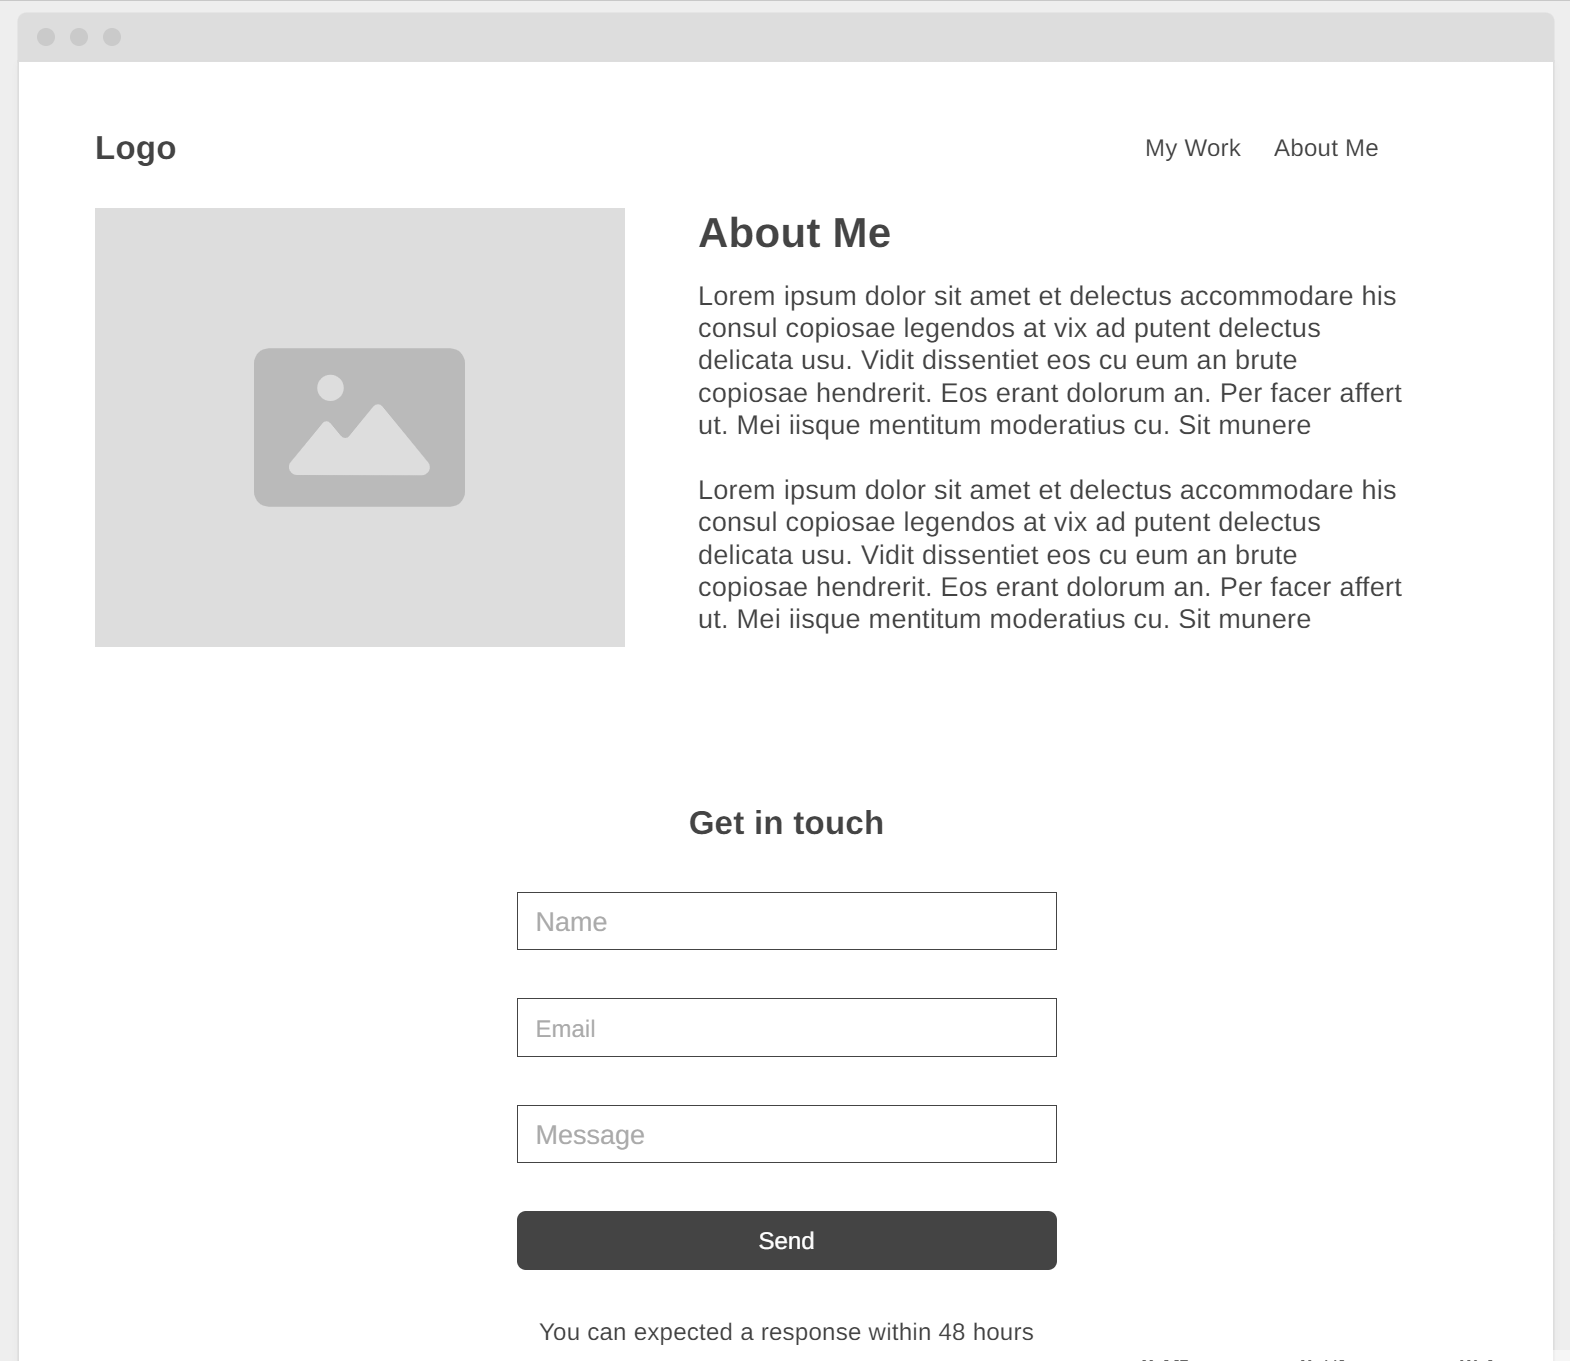 Logo
My Work
About Me
About Me
Lorem ipsum dolor sit amet et delectus accommodare his
consul copiosae legendos at vix ad putent delectus
delicata usu. Vidit dissentiet eos cu eum an brute
copiosae hendrerit. Eos erant dolorum an. Per facer affert
ut. Mei iisque mentitum moderatius cu. Sit munere
Lorem ipsum dolor sit amet et delectus accommodare his
consul copiosae legendos at vix ad putent delectus
delicata usu. Vidit dissentiet eos cu eum an brute
copiosae hendrerit. Eos erant dolorum an. Per facer affert
ut. Mei iisque mentitum moderatius cu. Sit munere
Get in touch
Name
Email
Message
Send
You can expected a response within 48 hours